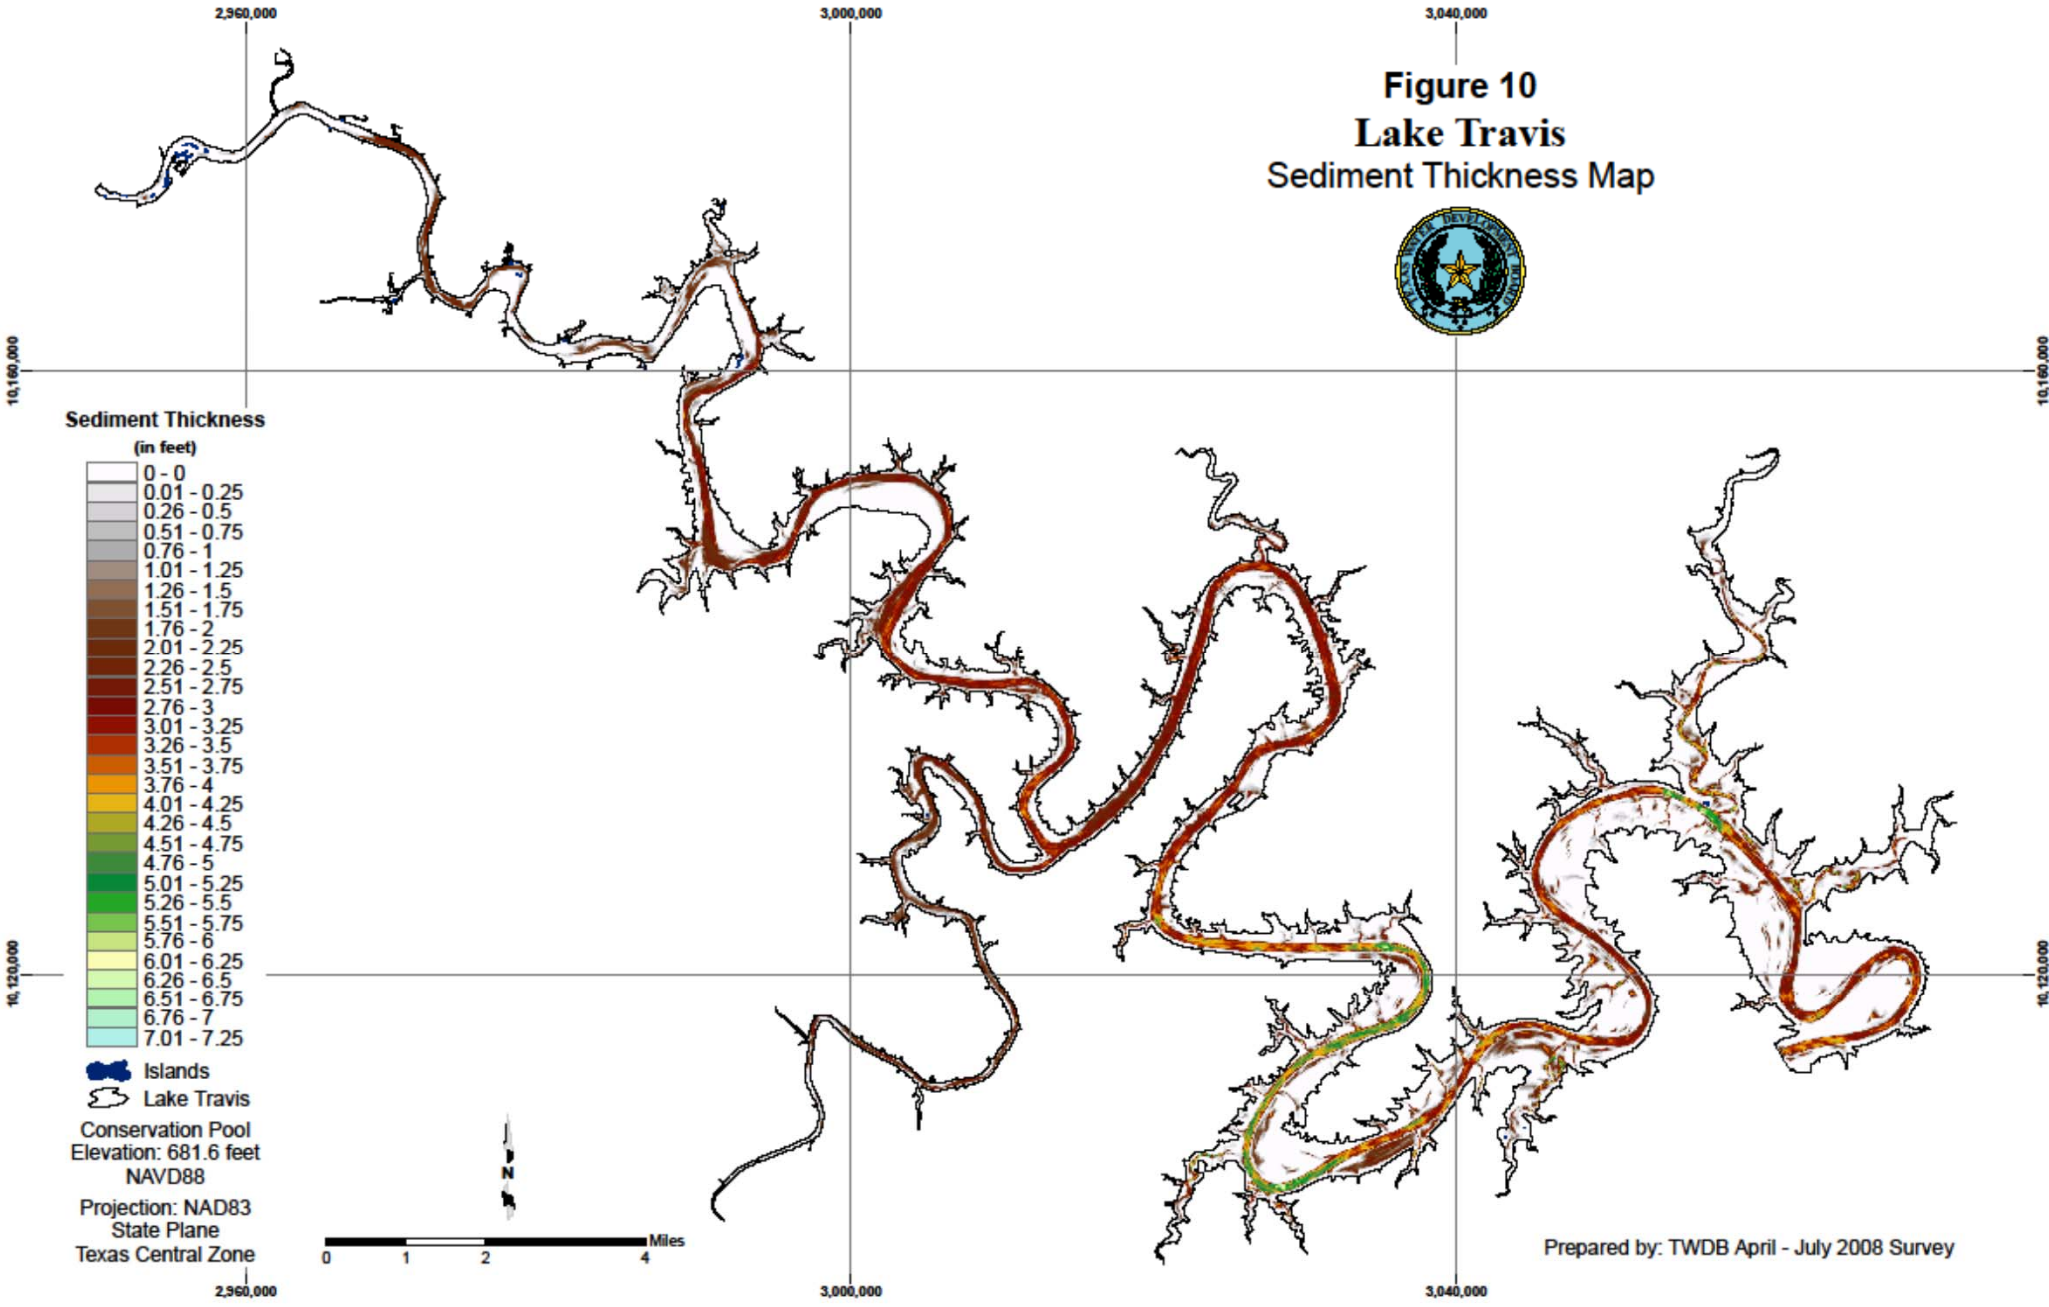 2,960,000
3,000,000
3,040,000
Figure 10
Lake Travis
Sediment Thickness Map
TEXAS WATER DEVELOPMENT BOARD
10,160,000
10,160,000
Sediment Thickness
(in feet)
0 - 0
0.01 - 0.25
0.26 - 0.5
0.51 - 0.75
0.76 - 1
1.01 - 1.25
1.26 - 1.5
1.51 - 1.75
1.76 - 2
2.01 - 2.25
2.26 - 2.5
2.51 - 2.75
2.76 - 3
3.01 - 3.25
3.26 - 3.5
3.51 - 3.75
3.76 - 4
4.01 - 4.25
4.26 - 4.5
4.51 - 4.75
4.76 - 5
5.01 - 5.25
5.26 - 5.5
5.51 - 5.75
5.76 - 6
6.01 - 6.25
6.26 - 6.5
6.51 - 6.75
6.76 - 7
7.01 - 7.25
10,120,000
10,120,000
Islands
Lake Travis
Conservation Pool
Elevation: 681.6 feet
NAVD88
Projection: NAD83
State Plane
Texas Central Zone
N
Miles
0 1 2 4
Prepared by: TWDB April - July 2008 Survey
2,960,000
3,000,000
3,040,000